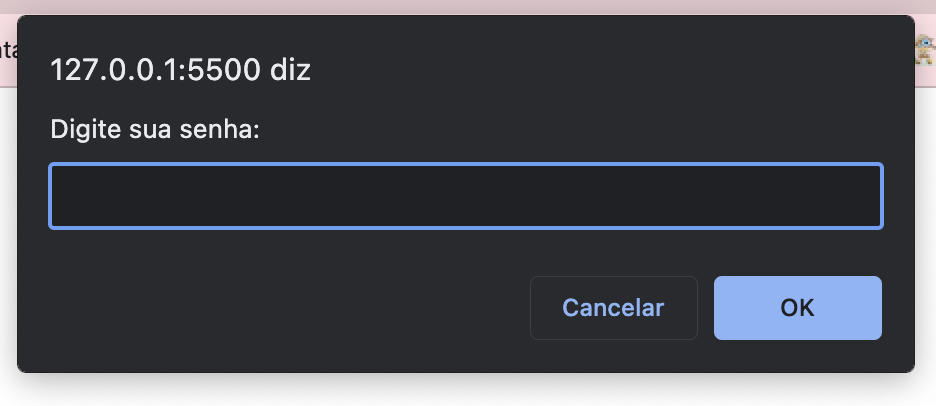 127.0.0.1:5500 diz
Digite sua senha:
Cancelar
OK